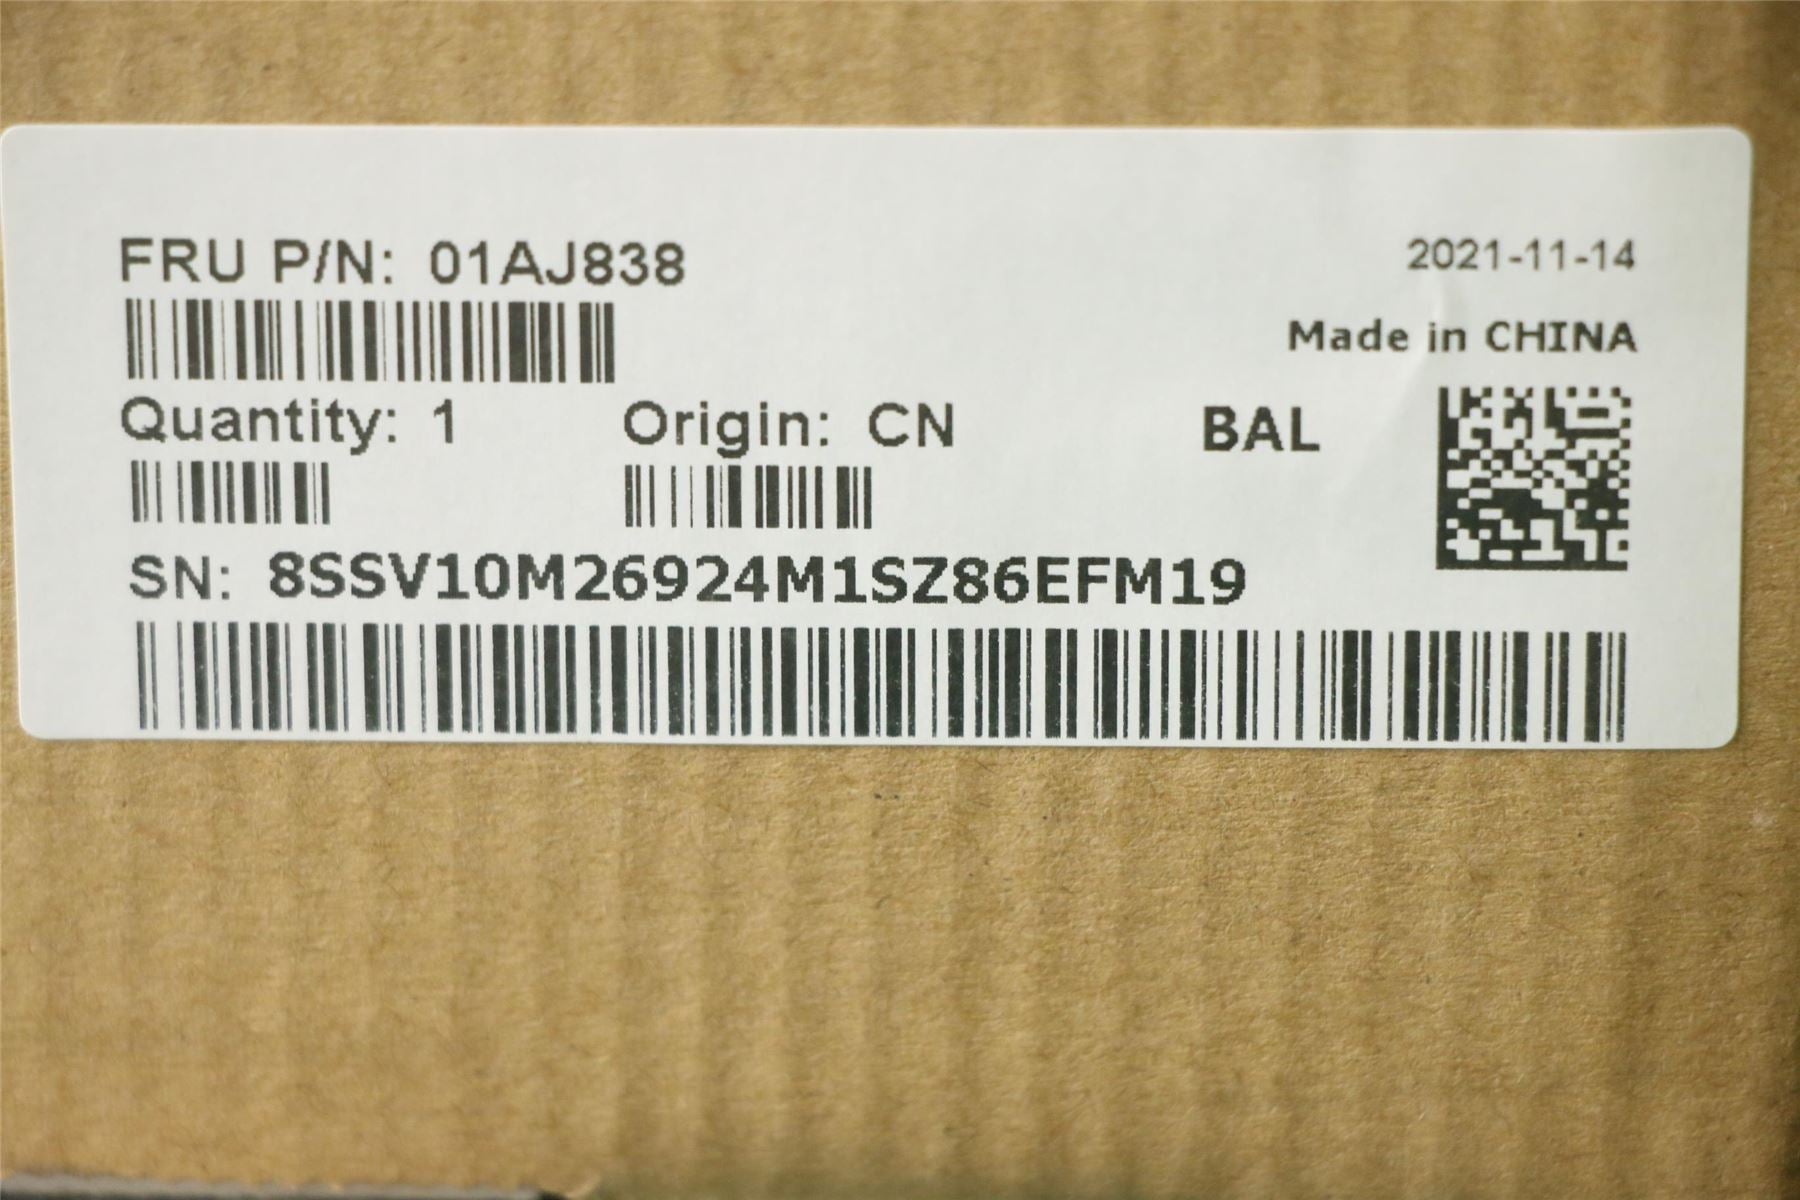 FRU P/N: 01AJ838
2021-11-14
Made in CHINA
Quantity: 1 Origin: CN BAL
SN: 8SSV10M26924M1SZ86EFM19